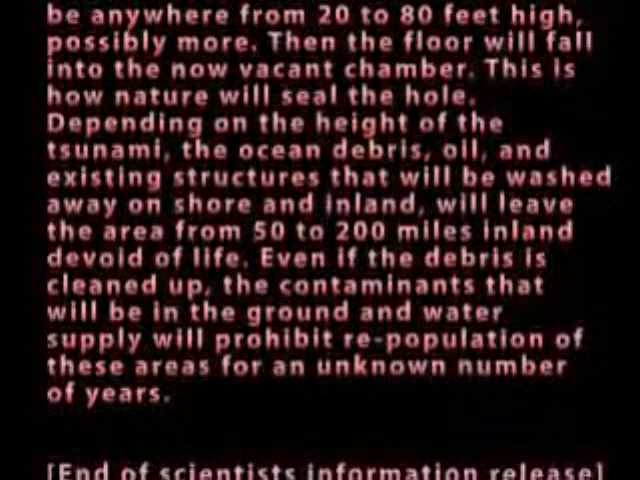 be anywhere from 20 to 80 feet high,
possibly more. Then the floor will fall
into the now vacant chamber. This is
how nature will seal the hole.
Depending on the height of the
tsunami, the ocean debris, oil, and
existing structures that will be washed
away on shore and inland, will leave
the area from 50 to 200 miles inland
devoid of life. Even if the debris is
cleaned up, the contaminants that
will be in the ground and water
supply will prohibit re-population of
these areas for an unknown number
of years.
[End of scientists information release]